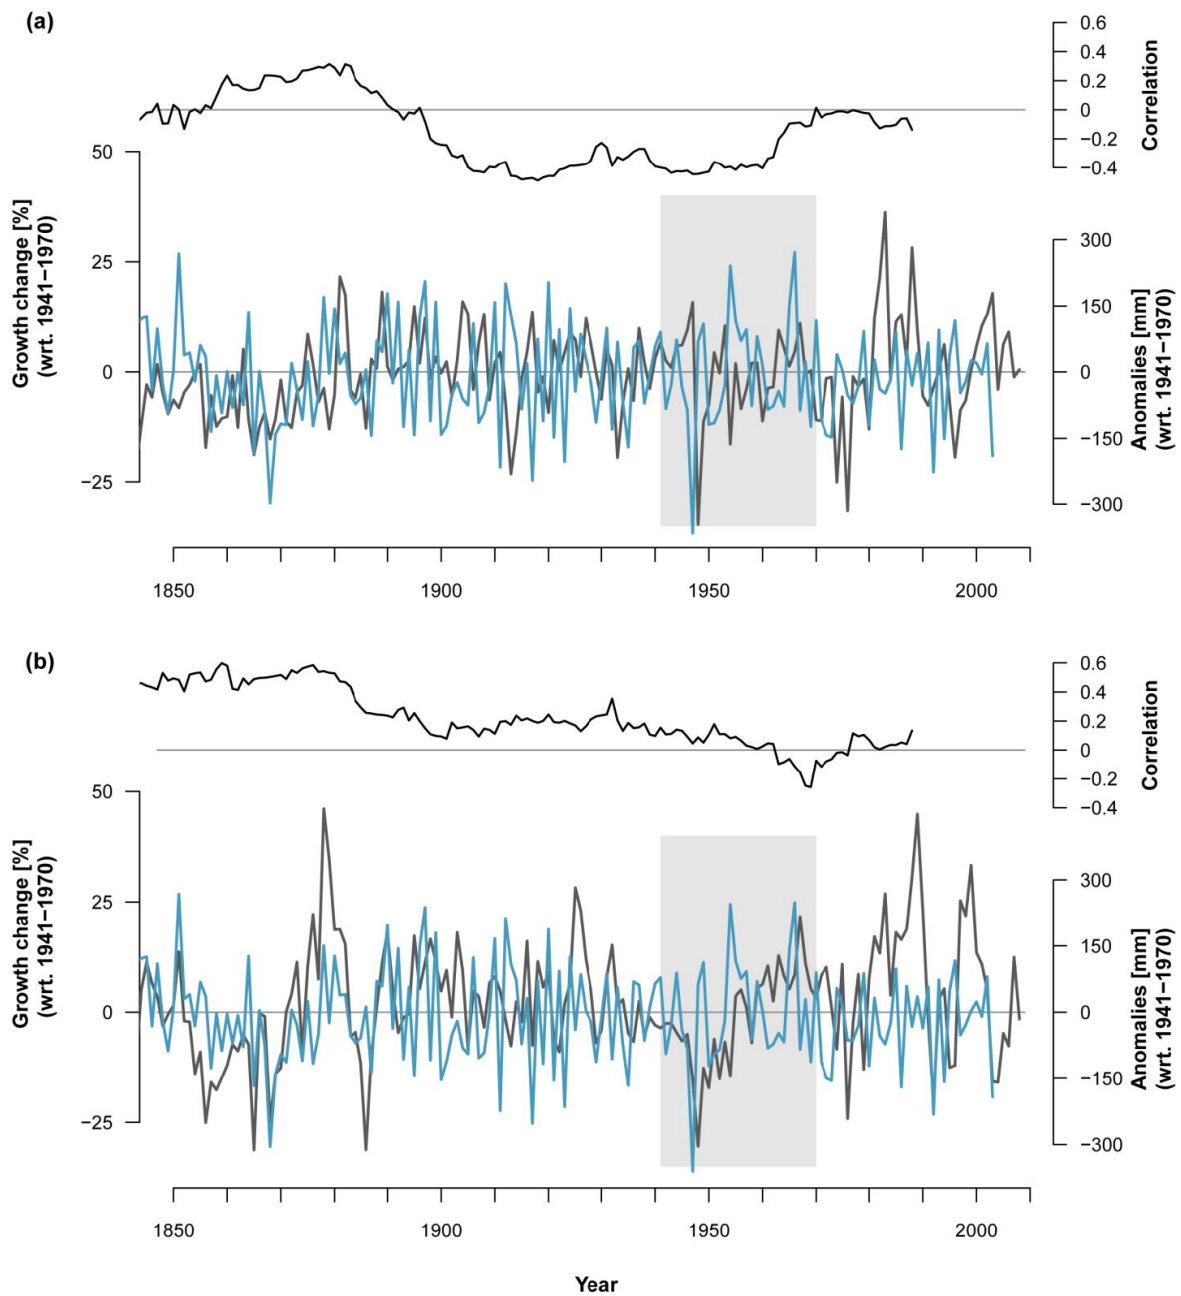 (a)
0.6
0.4
0.2
0
−0.2
−0.4
Correlation
50
25
0
−25
Growth change [%]
(wrt. 1941−1970)
300
150
0
−150
−300
Anomalies [mm]
(wrt. 1941−1970)
1850 1900 1950 2000
(b)
0.6
0.4
0.2
0
−0.2
−0.4
Correlation
50
25
0
−25
Growth change [%]
(wrt. 1941−1970)
300
150
0
−150
−300
Anomalies [mm]
(wrt. 1941−1970)
1850 1900 1950 2000
Year